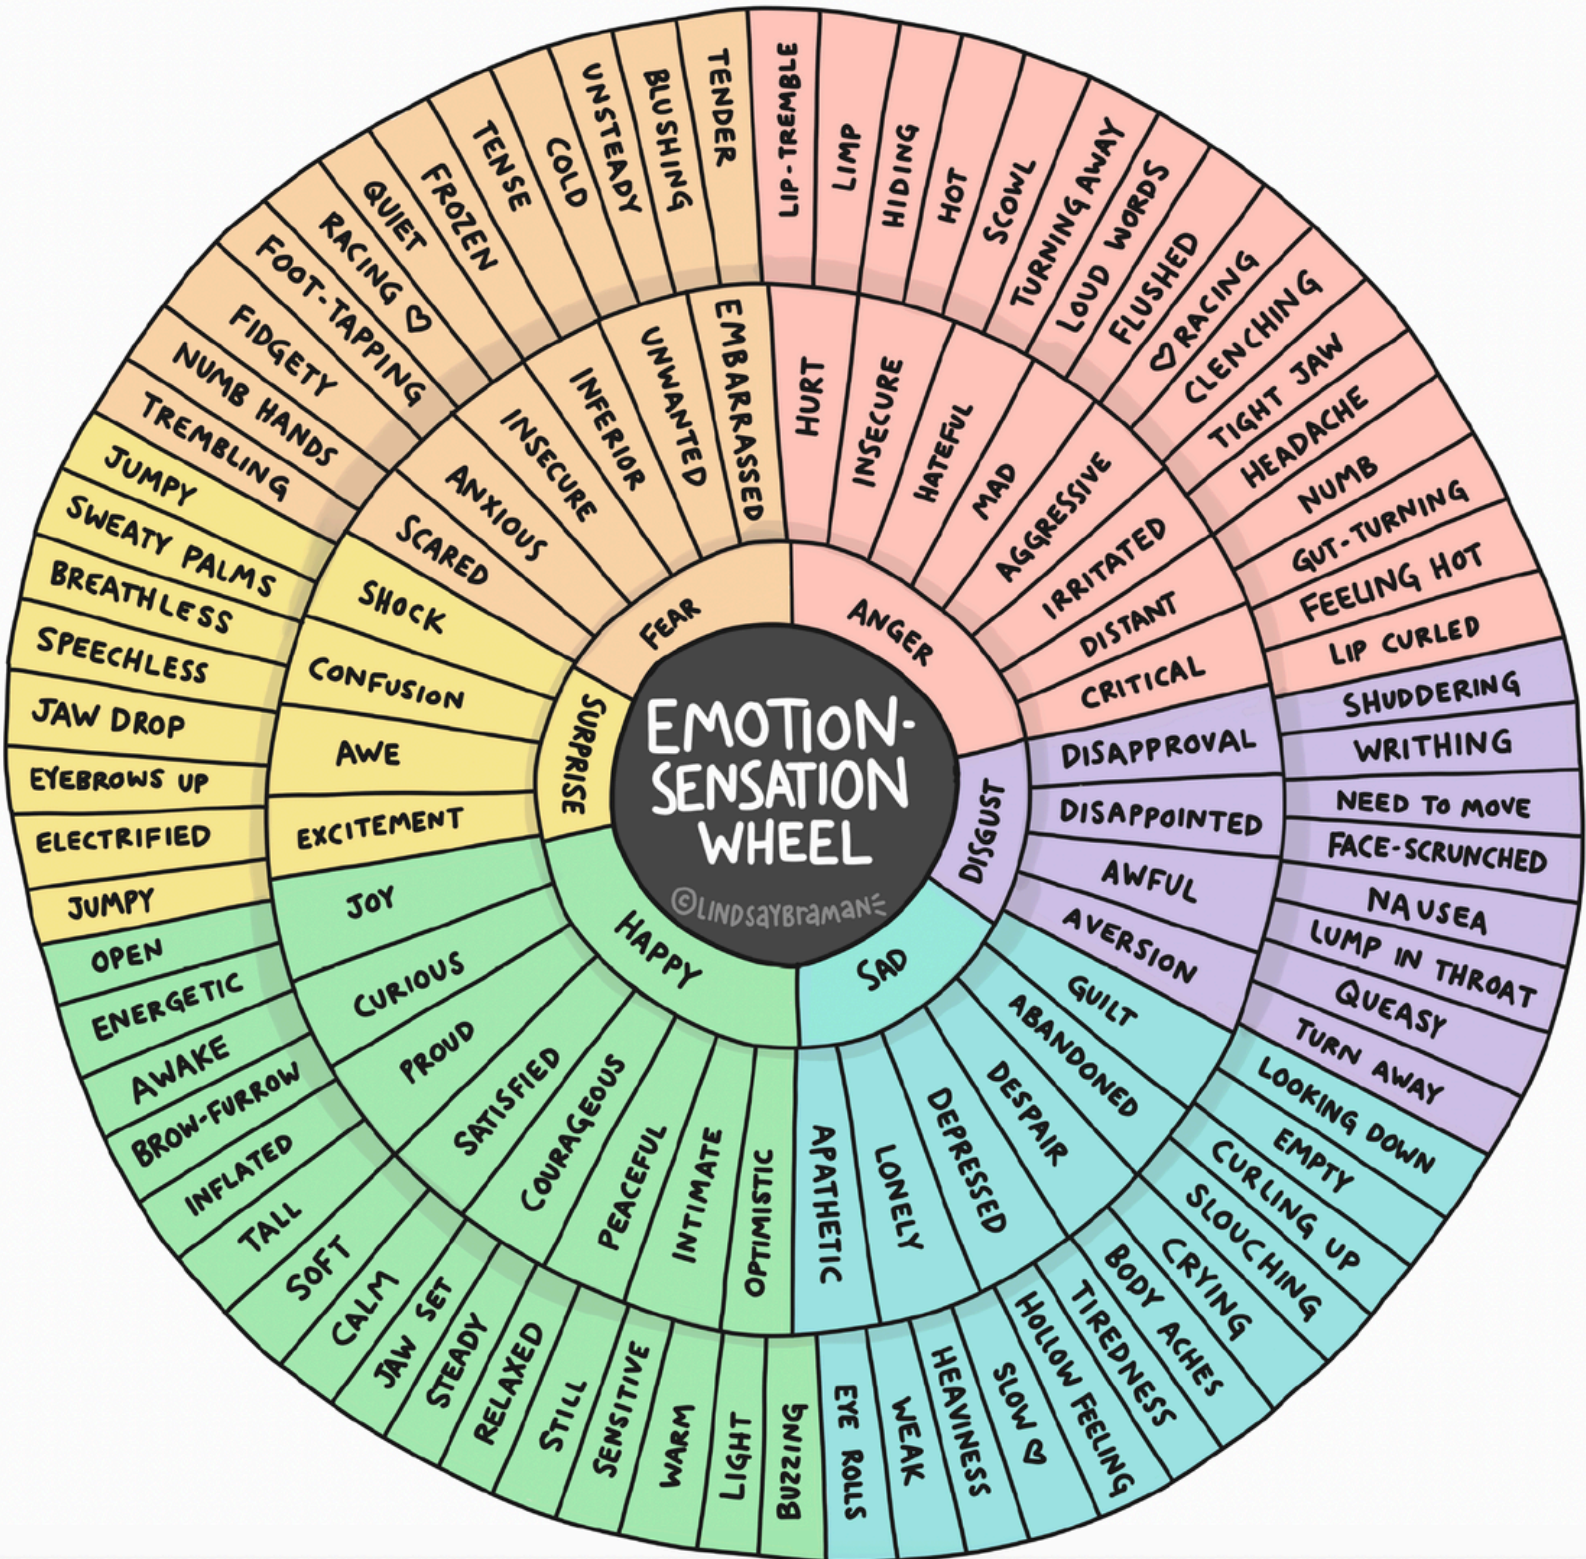 EMOTION-
SENSATION
WHEEL
©LINDSAYBRAMAN
ANGER
DISGUST
SAD
HAPPY
SURPRISE
FEAR
HURT
INSECURE
HATEFUL
MAD
AGGRESSIVE
IRRITATED
DISTANT
CRITICAL
DISAPPROVAL
DISAPPOINTED
AWFUL
AVERSION
GUILT
ABANDONED
DESPAIR
DEPRESSED
LONELY
APATHETIC
OPTIMISTIC
INTIMATE
PEACEFUL
COURAGEOUS
SATISFIED
PROUD
CURIOUS
JOY
EXCITEMENT
AWE
CONFUSION
SHOCK
SCARED
ANXIOUS
INSECURE
INFERIOR
UNWANTED
EMBARRASSED
LIP-TREMBLE
LIMP
HIDING
HOT
SCOWL
TURNING AWAY
LOUD WORDS
FLUSHED
♡ RACING
CLENCHING
TIGHT JAW
HEADACHE
NUMB
GUT-TURNING
FEELING HOT
LIP CURLED
SHUDDERING
WRITHING
NEED TO MOVE
FACE-SCRUNCHED
NAUSEA
LUMP IN THROAT
QUEASY
TURN AWAY
LOOKING DOWN
EMPTY
CURLING UP
SLOUCHING
CRYING
BODY ACHES
TIREDNESS
HOLLOW FEELING
SLOW ♡
HEAVINESS
WEAK
EYE ROLLS
BUZZING
LIGHT
WARM
SENSITIVE
STILL
RELAXED
STEADY
JAW SET
CALM
SOFT
TALL
INFLATED
BROW-FURROW
AWAKE
ENERGETIC
OPEN
JUMPY
ELECTRIFIED
EYEBROWS UP
JAW DROP
SPEECHLESS
BREATHLESS
SWEATY PALMS
JUMPY
TREMBLING
NUMB HANDS
FIDGETY
FOOT-TAPPING
RACING ♡
QUIET
FROZEN
TENSE
COLD
UNSTEADY
BLUSHING
TENDER